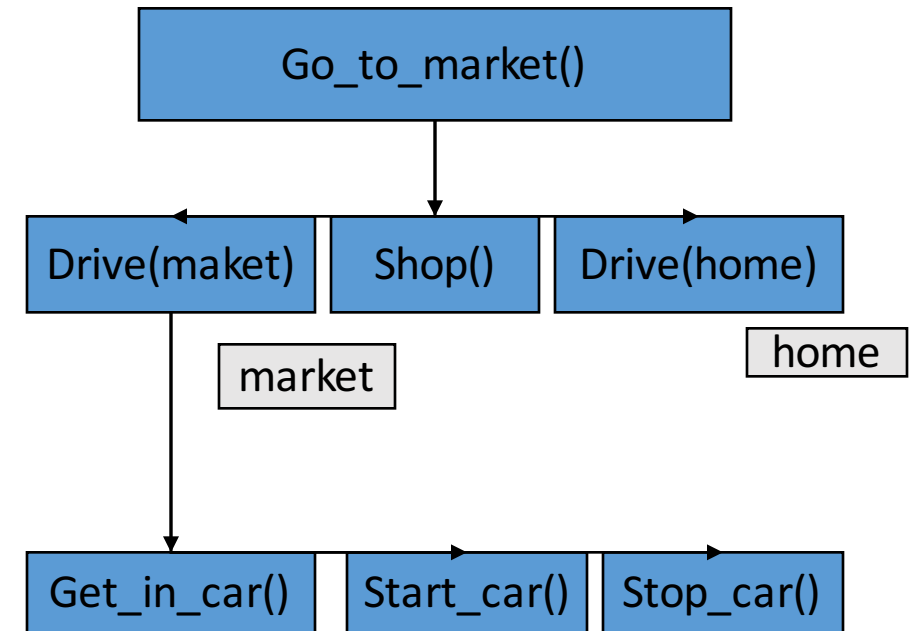 Go_to_market()
Drive(maket)
Shop()
Drive(home)
market
home
Get_in_car()
Start_car()
Stop_car()